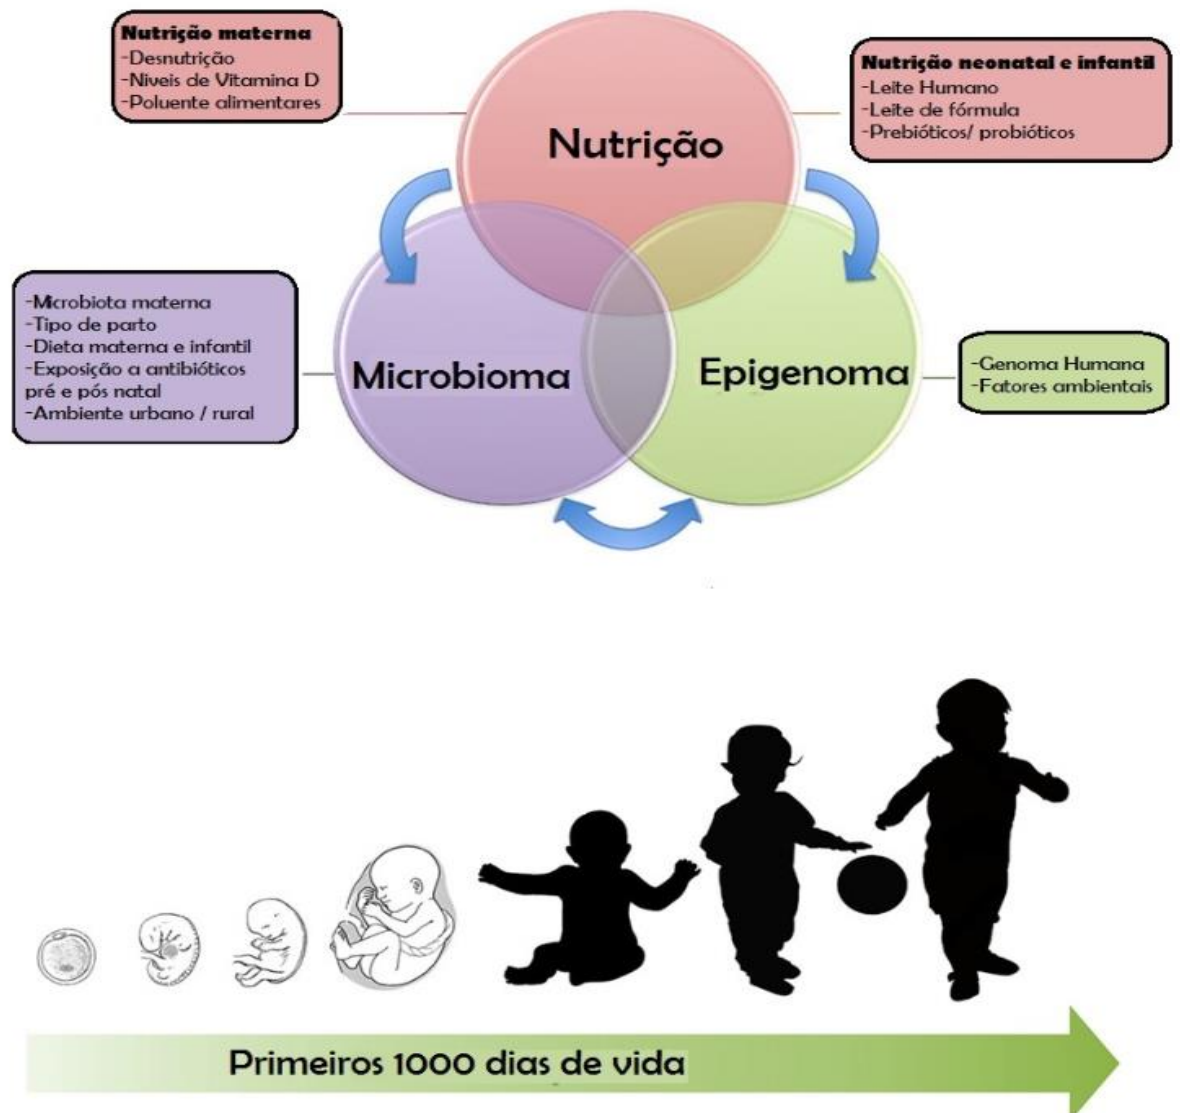 Nutrição materna
-Desnutrição
-Niveis de Vitamina D
-Poluente alimentares
Nutrição neonatal e infantil
-Leite Humano
-Leite de fórmula
-Prebióticos/ probióticos
Nutrição
-Microbiota materna
-Tipo de parto
-Dieta materna e infantil
-Exposição a antibióticos
pré e pós natal
-Ambiente urbano / rural
Microbioma
Epigenoma
-Genoma Humana
-Fatores ambientais
Primeiros 1000 dias de vida